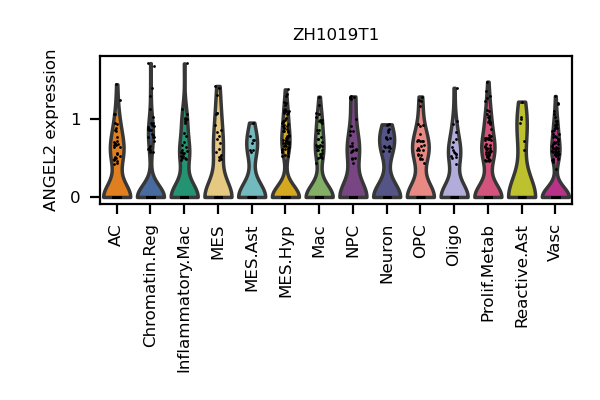 ZH1019T1
ANGEL2 expression
1
0
AC
Chromatin.Reg
Inflammatory.Mac
MES
MES.Ast
MES.Hyp
Mac
NPC
Neuron
OPC
Oligo
Prolif.Metab
Reactive.Ast
Vasc